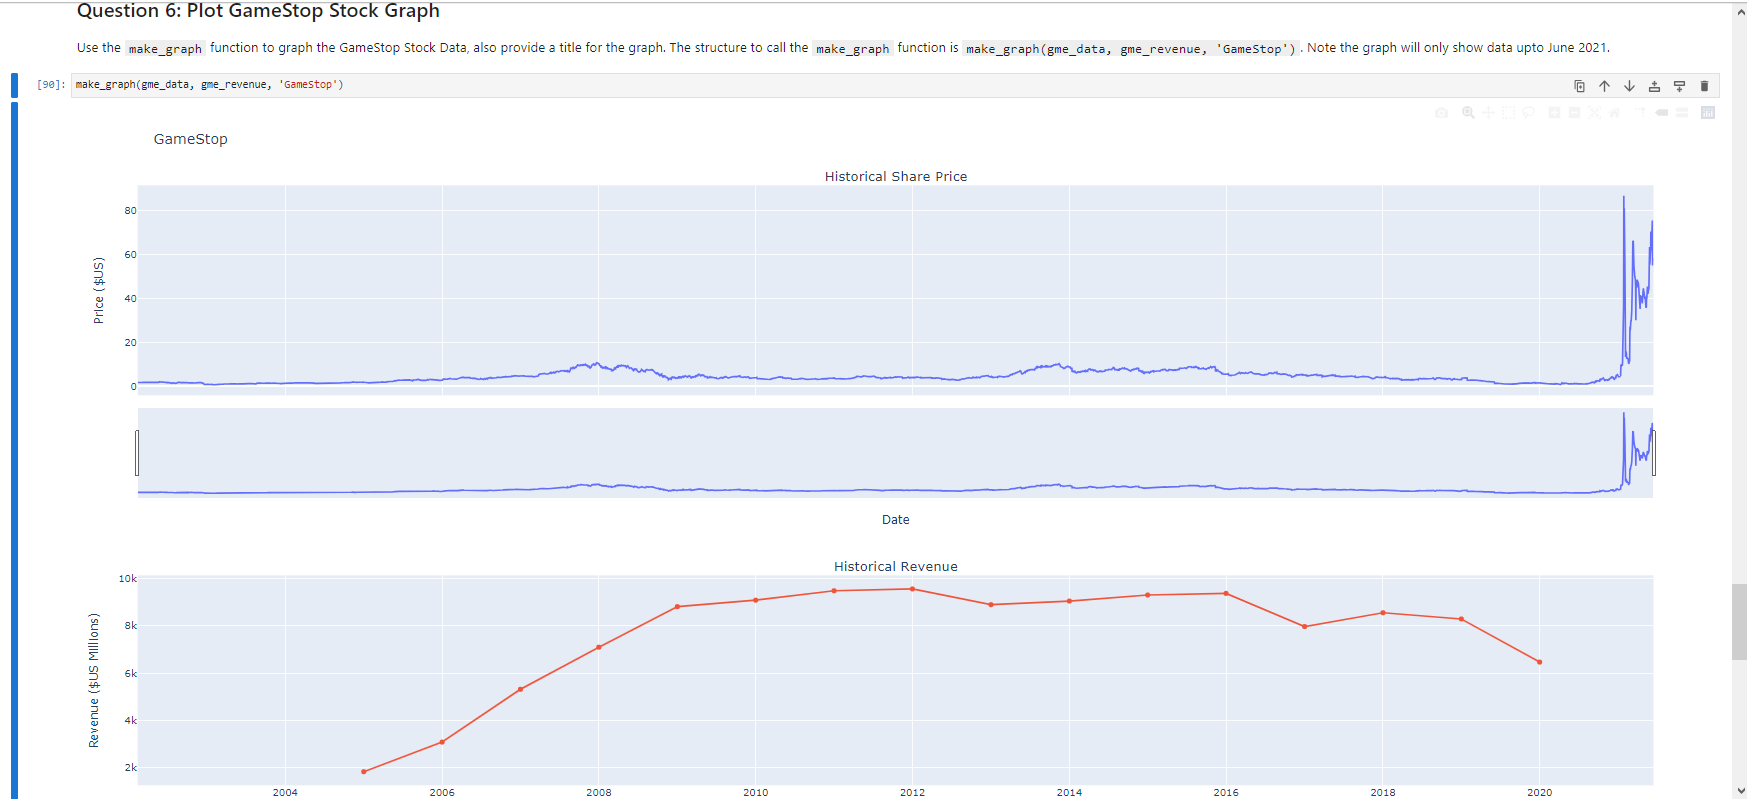 Question 6: Plot GameStop Stock Graph
Use the make_graph function to graph the GameStop Stock Data, also provide a title for the graph. The structure to call the make_graph function is make_graph(gme_data, gme_revenue, 'GameStop') . Note the graph will only show data upto June 2021.
[90]: make_graph(gme_data, gme_revenue, 'GameStop')
GameStop
Historical Share Price
80
60
40
20
0
Price ($US)
Date
Historical Revenue
10k
8k
6k
4k
2k
Revenue ($US Millions)
2004 2006 2008 2010 2012 2014 2016 2018 2020